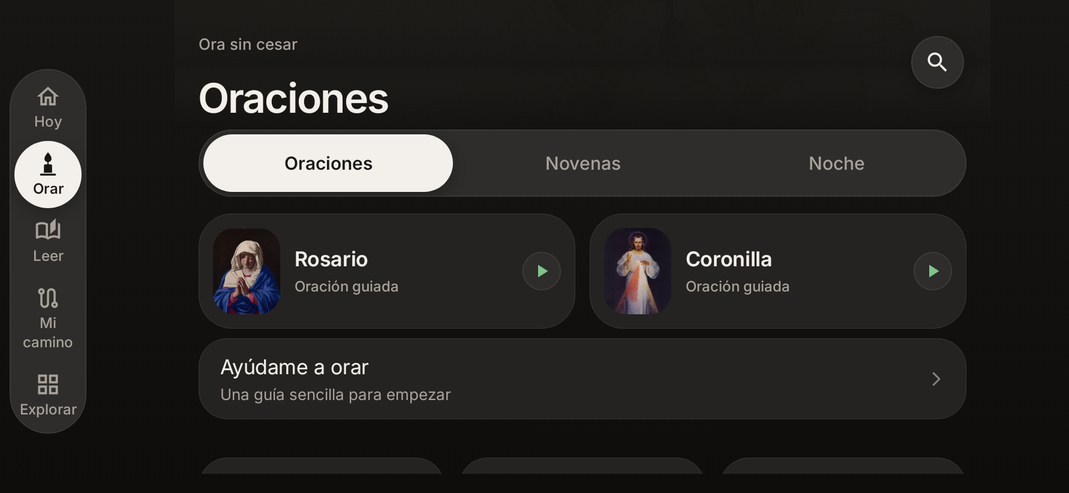 Ora sin cesar
Oraciones
Hoy
Orar
Leer
Mi
camino
Explorar
Oraciones
Novenas
Noche
Rosario
Oración guiada
Coronilla
Oración guiada
Ayúdame a orar
Una guía sencilla para empezar